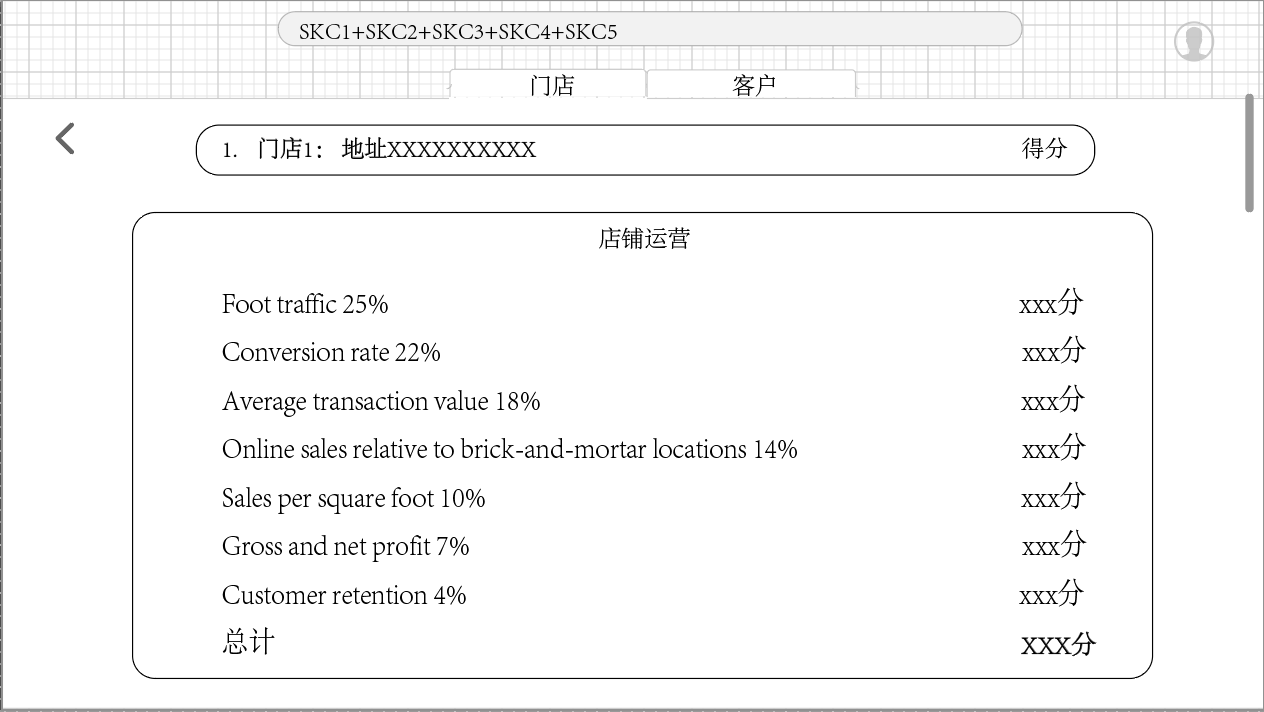 SKC1+SKC2+SKC3+SKC4+SKC5
门店 客户
1. 门店1： 地址XXXXXXXXXX 得分
店铺运营
Foot traffic 25% xxx分
Conversion rate 22% xxx分
Average transaction value 18% xxx分
Online sales relative to brick-and-mortar locations 14% xxx分
Sales per square foot 10% xxx分
Gross and net profit 7% xxx分
Customer retention 4% xxx分
总计 XXX分